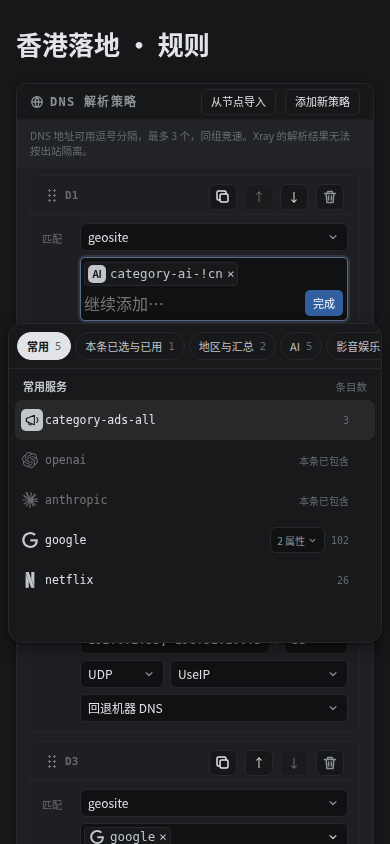 香港落地 · 规则
DNS 解析策略
从节点导入
添加新策略
DNS 地址可用逗号分隔，最多 3 个，同组竞速。Xray 的解析结果无法
按出站隔离。
D1
匹配
geosite
AI category-ai-!cn ×
继续添加…
完成
常用 5
本条已选与已用 1
地区与汇总 2
AI 5
影音娱乐
常用服务
条目数
category-ads-all
3
openai
本条已包含
anthropic
本条已包含
google
2 属性
102
netflix
26
UDP
UseIP
回退机器 DNS
D3
匹配
geosite
google ×